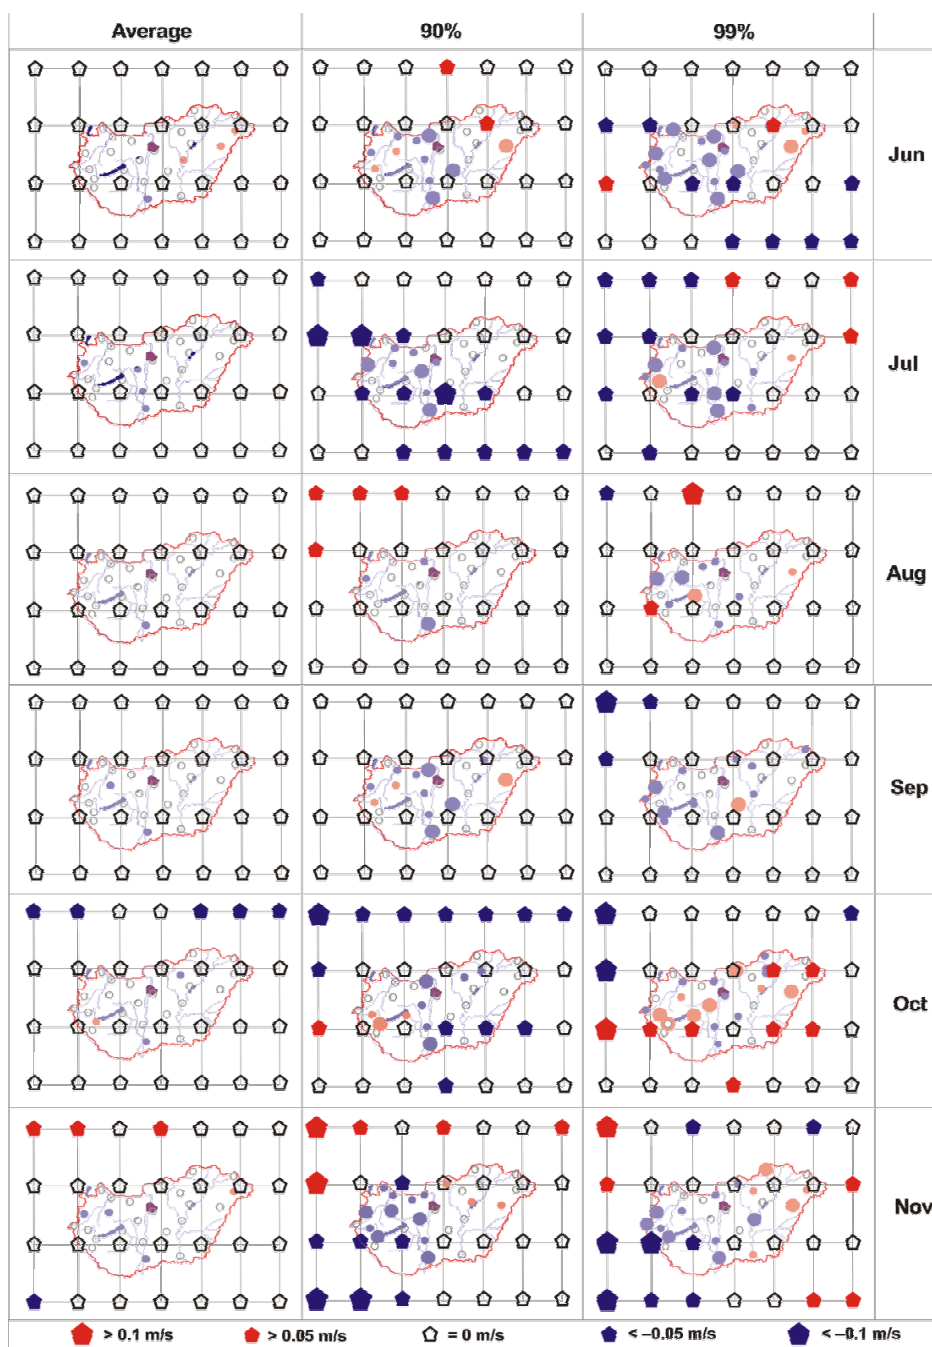 Average 90% 99%
Jun
Jul
Aug
Sep
Oct
Nov
> 0.1 m/s > 0.05 m/s = 0 m/s < –0.05 m/s < –0.1 m/s